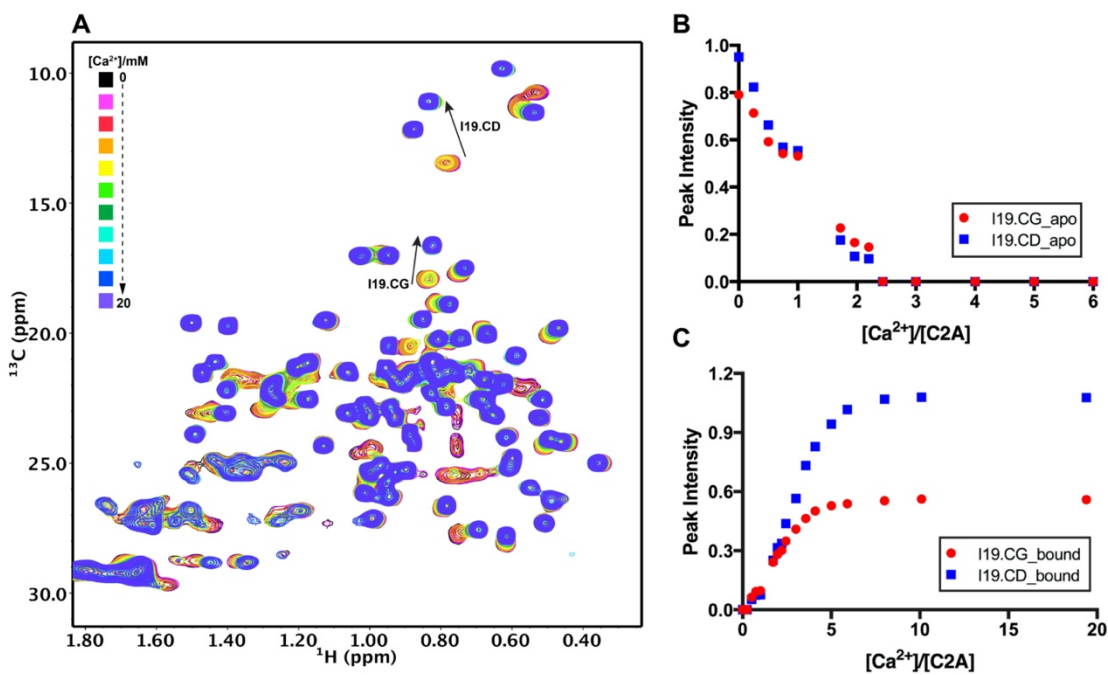 A
[Ca²⁺]/mM
0
20
I19.CD
I19.CG
10.0
15.0
20.0
25.0
30.0
¹³C (ppm)
1.80
1.60
1.40
1.20
1.00
0.80
0.60
0.40
¹H (ppm)
B
1.0
0.8
0.6
0.4
0.2
0.0
Peak Intensity
I19.CG_apo
I19.CD_apo
0
1
2
3
4
5
6
[Ca²⁺]/[C2A]
C
1.2
0.9
0.6
0.3
0.0
Peak Intensity
I19.CG_bound
I19.CD_bound
0
5
10
15
20
[Ca²⁺]/[C2A]